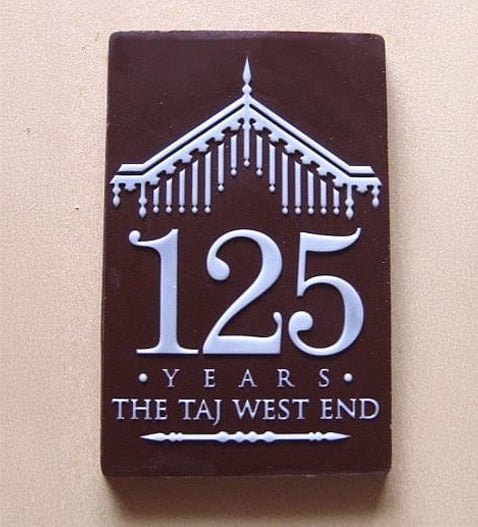 125
• YEARS •
THE TAJ WEST END